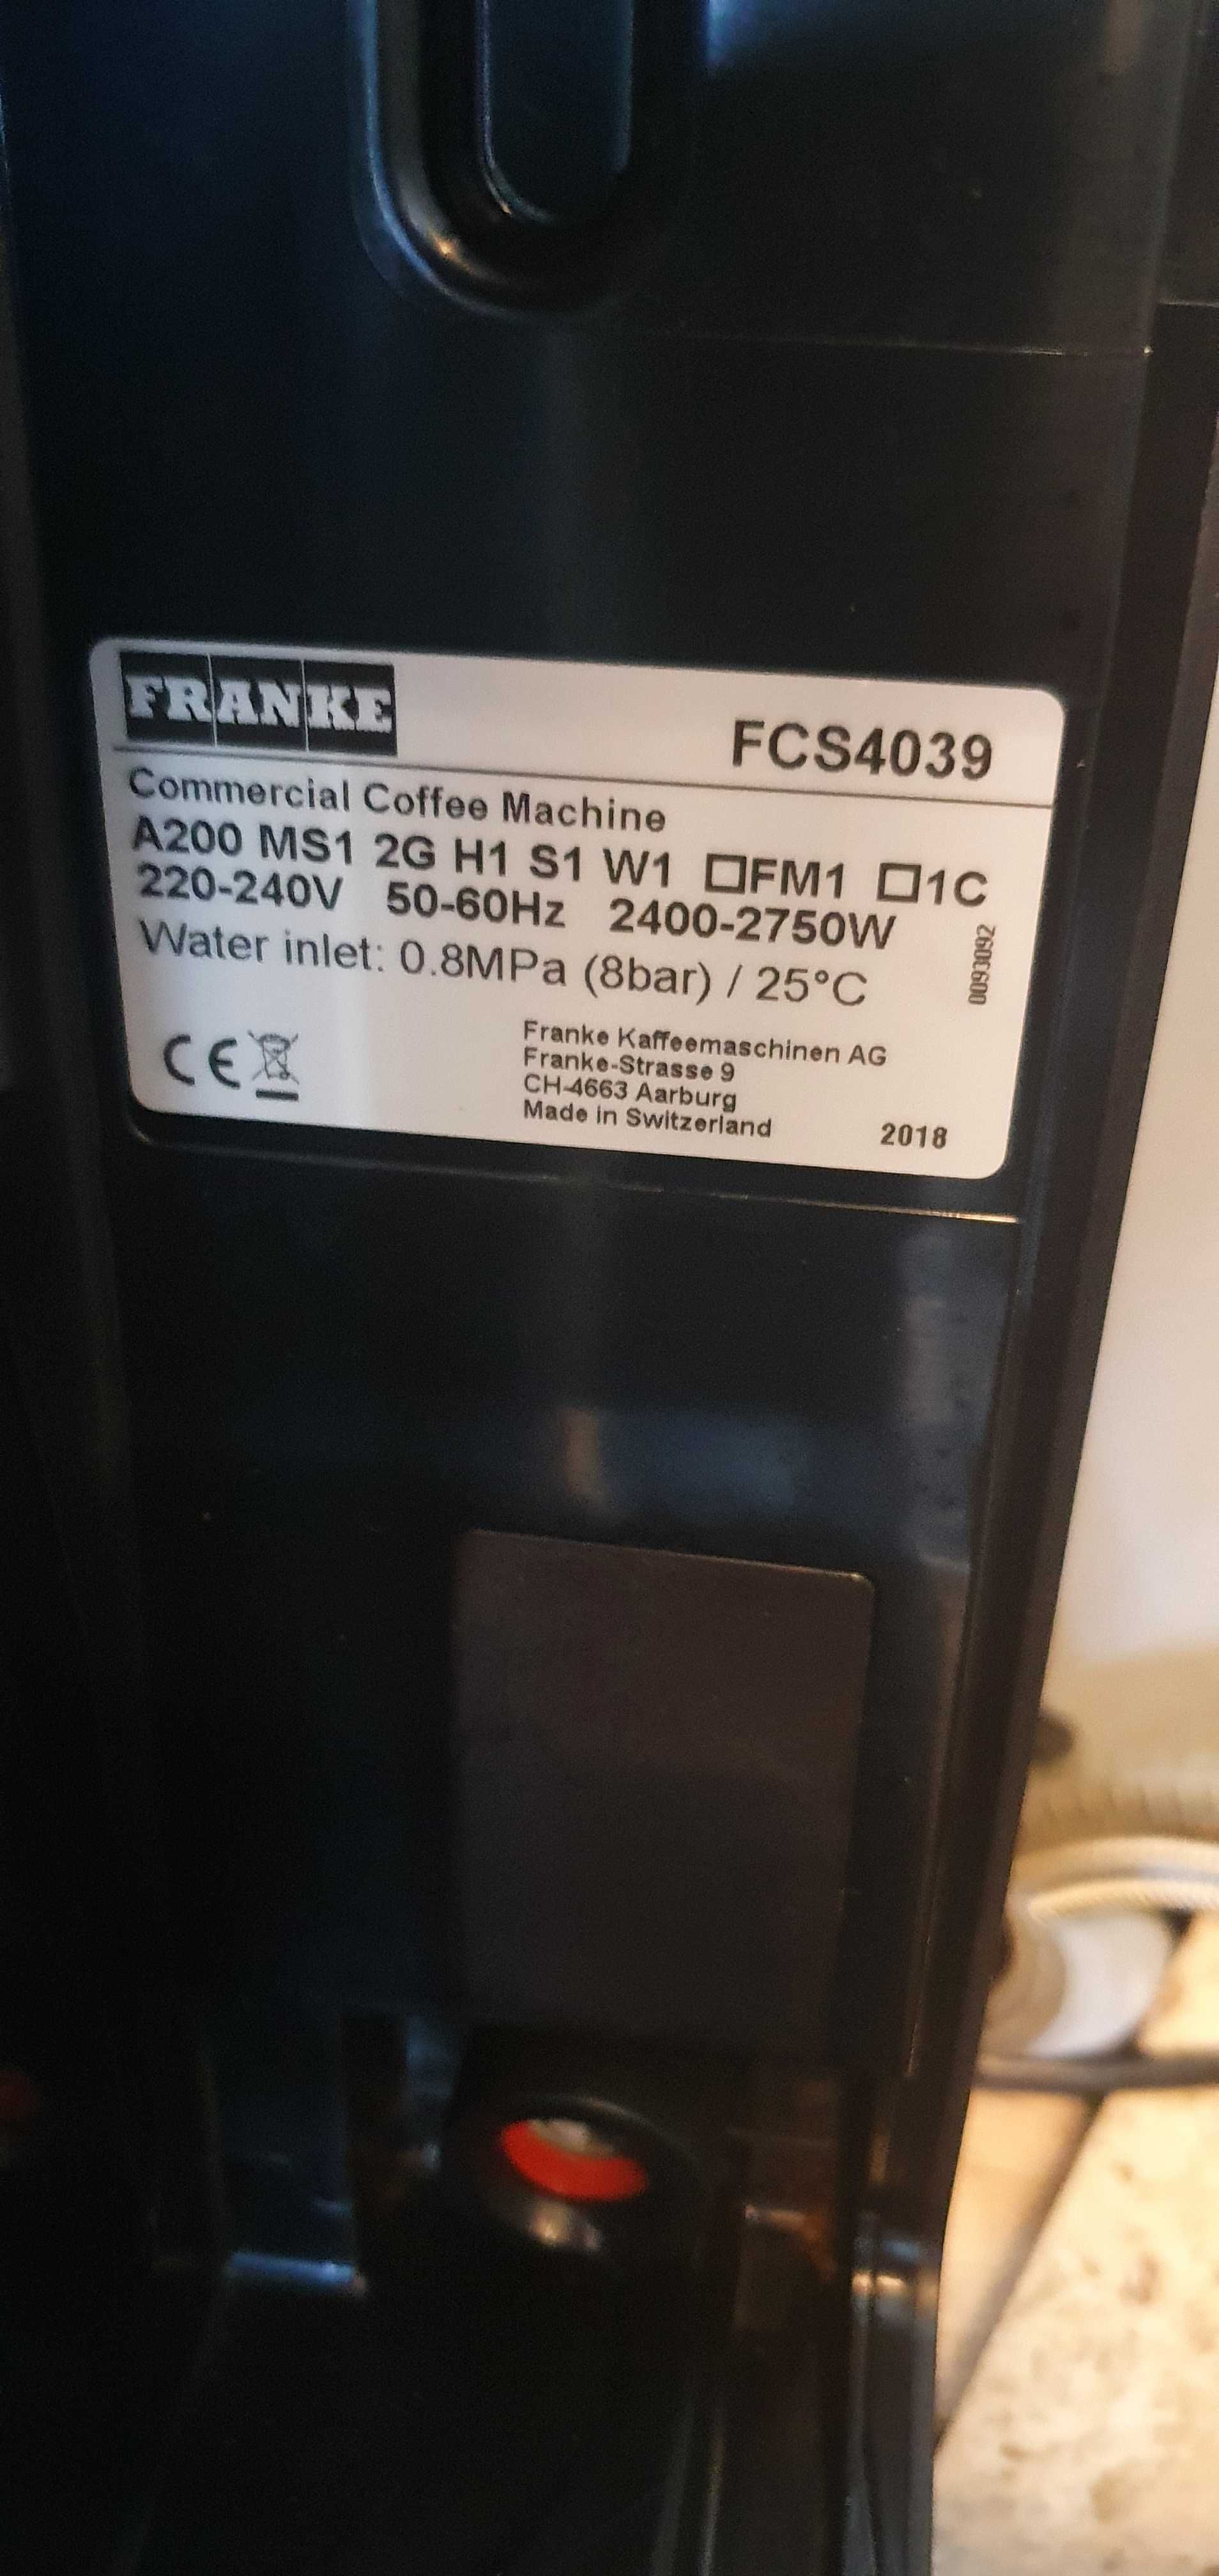 FRANKE
FCS4039
Commercial Coffee Machine
A200 MS1 2G H1 S1 W1 ☐FM1 ☐1C
220-240V 50-60Hz 2400-2750W
Water inlet: 0.8MPa (8bar) / 25°C
0093092
CE
Franke Kaffeemaschinen AG
Franke-Strasse 9
CH-4663 Aarburg
Made in Switzerland
2018